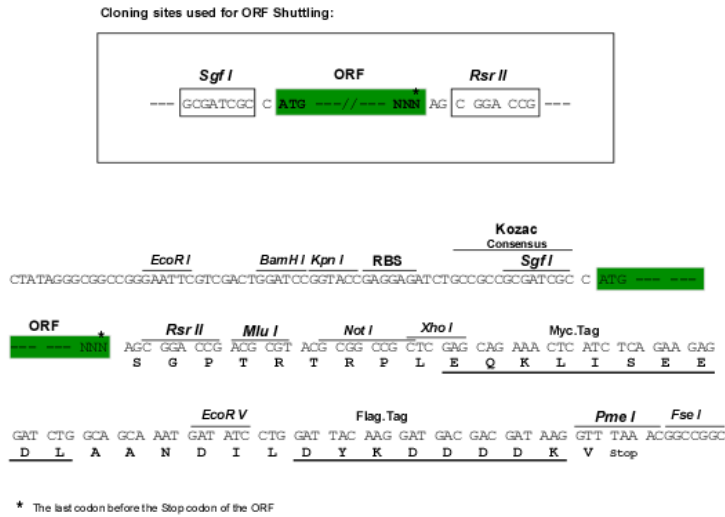 Cloning sites used for ORF Shuttling:
Sgf I ORF Rsr II
*
--- GCGATCGC C ATG ---//--- NNN AG C GGA CCG ---
Kozac
Consensus
EcoR I BamH I Kpn I RBS Sgf I
CTATAGGGCGGCCGGGAATTCGTCGACTGGATCCGGTACCGAGGAGATCTGCCGCCGCGATCGC C ATG --- ---
ORF * Rsr II Mlu I Not I Xho I Myc.Tag
--- --- NNN AGC GGA CCG ACG CGT ACG CGG CCG CTC GAG CAG AAA CTC ATC TCA GAA GAG
S G P T R T R P L E Q K L I S E E
EcoR V Flag.Tag Pme I Fse I
GAT CTG GCA GCA AAT GAT ATC CTG GAT TAC AAG GAT GAC GAC GAT AAG GTT TAA ACGGCCGGC
D L A A N D I L D Y K D D D D K V Stop
* The last codon before the Stop codon of the ORF